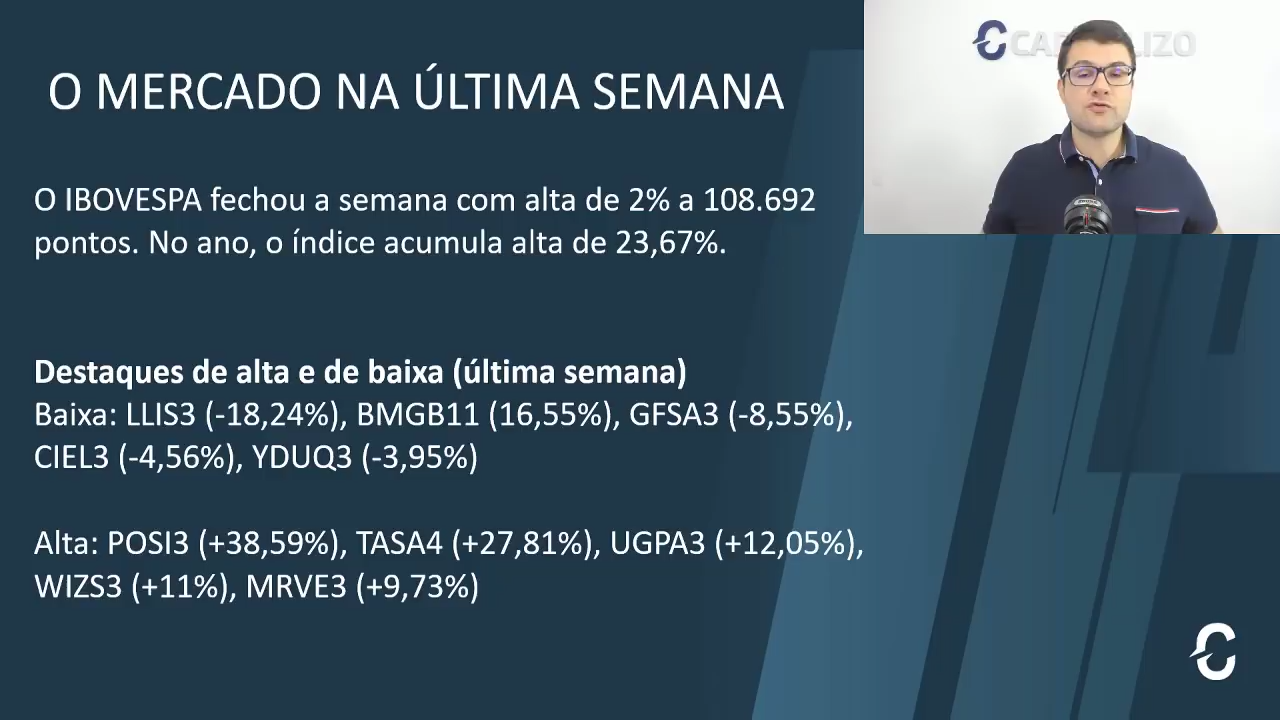 O MERCADO NA ÚLTIMA SEMANA
O IBOVESPA fechou a semana com alta de 2% a 108.692
pontos. No ano, o índice acumula alta de 23,67%.
Destaques de alta e de baixa (última semana)
Baixa: LLIS3 (-18,24%), BMGB11 (16,55%), GFSA3 (-8,55%),
CIEL3 (-4,56%), YDUQ3 (-3,95%)
Alta: POSI3 (+38,59%), TASA4 (+27,81%), UGPA3 (+12,05%),
WIZS3 (+11%), MRVE3 (+9,73%)